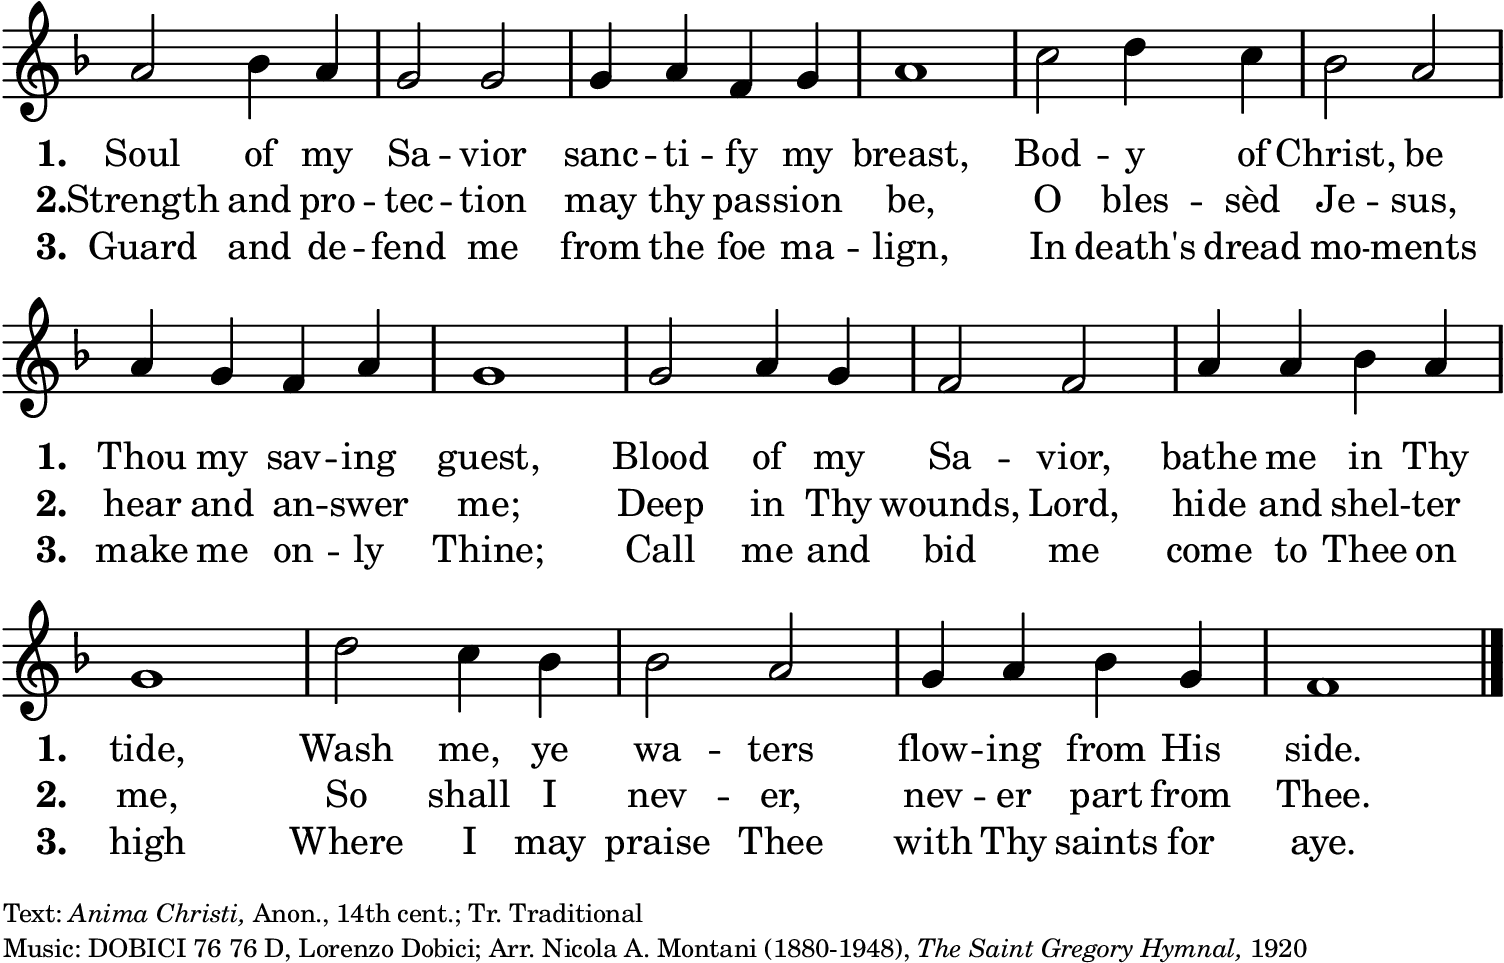 1. Soul of my Sa - vior sanc - ti - fy my breast, Bod - y of Christ, be
2. Strength and pro - tec - tion may thy passion be, O bles - sèd Je - sus,
3. Guard and de - fend me from the foe ma - lign, In death's dread mo - ments
1. Thou my sav - ing guest, Blood of my Sa - vior, bathe me in Thy
2. hear and an - swer me; Deep in Thy wounds, Lord, hide and shel - ter
3. make me on - ly Thine; Call me and bid me come to Thee on
1. tide, Wash me, ye wa - ters flow - ing from His side.
2. me, So shall I nev - er, nev - er part from Thee.
3. high Where I may praise Thee with Thy saints for aye.
Text: Anima Christi, Anon., 14th cent.; Tr. Traditional
Music: DOBICI 76 76 D, Lorenzo Dobici; Arr. Nicola A. Montani (1880-1948), The Saint Gregory Hymnal, 1920